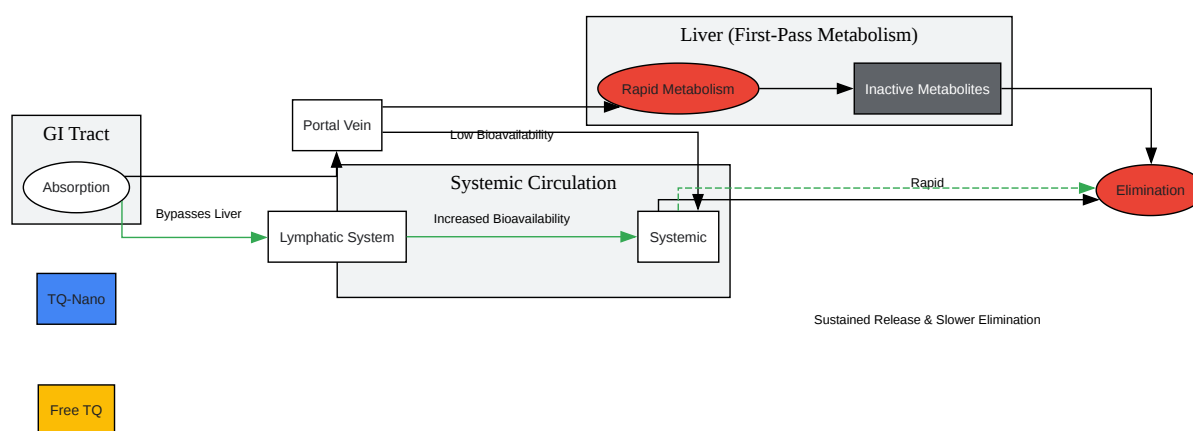 Liver (First-Pass Metabolism)
Rapid Metabolism
Inactive Metabolites
Portal Vein
GI Tract
Low Bioavailability
Absorption
Systemic Circulation
Rapid
Elimination
Bypasses Liver
Increased Bioavailability
Lymphatic System
Systemic
TQ-Nano
Sustained Release & Slower Elimination
Free TQ